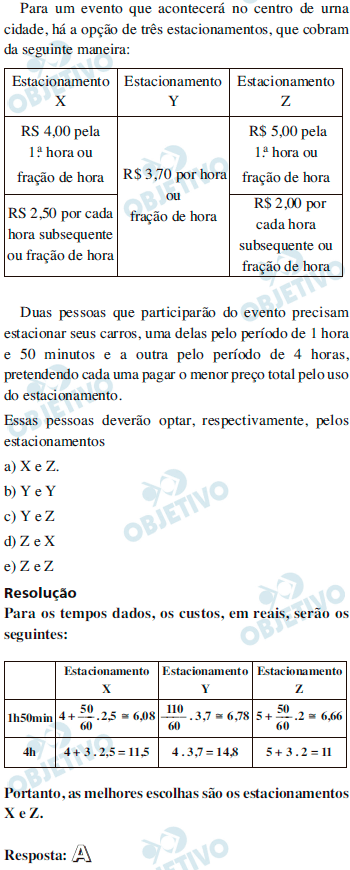 Para um evento que acontecerá no centro de urna
cidade, há a opção de três estacionamentos, que cobram
da seguinte maneira:
Estacionamento X
Estacionamento Y
Estacionamento Z
R$ 4,00 pela
1.ª hora ou
fração de hora
R$ 3,70 por hora
ou
fração de hora
R$ 5,00 pela
1.ª hora ou
fração de hora
R$ 2,50 por cada
hora subsequente
ou fração de hora
R$ 2,00 por
cada hora
subsequente ou
fração de hora
Duas pessoas que participarão do evento precisam
estacionar seus carros, uma delas pelo período de 1 hora
e 50 minutos e a outra pelo período de 4 horas,
pretendendo cada uma pagar o menor preço total pelo uso
do estacionamento.
Essas pessoas deverão optar, respectivamente, pelos
estacionamentos
a) X e Z.
b) Y e Y
c) Y e Z
d) Z e X
e) Z e Z
Resolução
Para os tempos dados, os custos, em reais, serão os
seguintes:
Estacionamento X
Estacionamento Y
Estacionamento Z
1h50min 4 + 50/60 . 2,5 ≅ 6,08 110/60 . 3,7 ≅ 6,78 5 + 50/60 . 2 ≅ 6,66
4h 4 + 3 . 2,5 = 11,5 4 . 3,7 = 14,8 5 + 3 . 2 = 11
Portanto, as melhores escolhas são os estacionamentos
X e Z.
Resposta: A
OBJETIVO